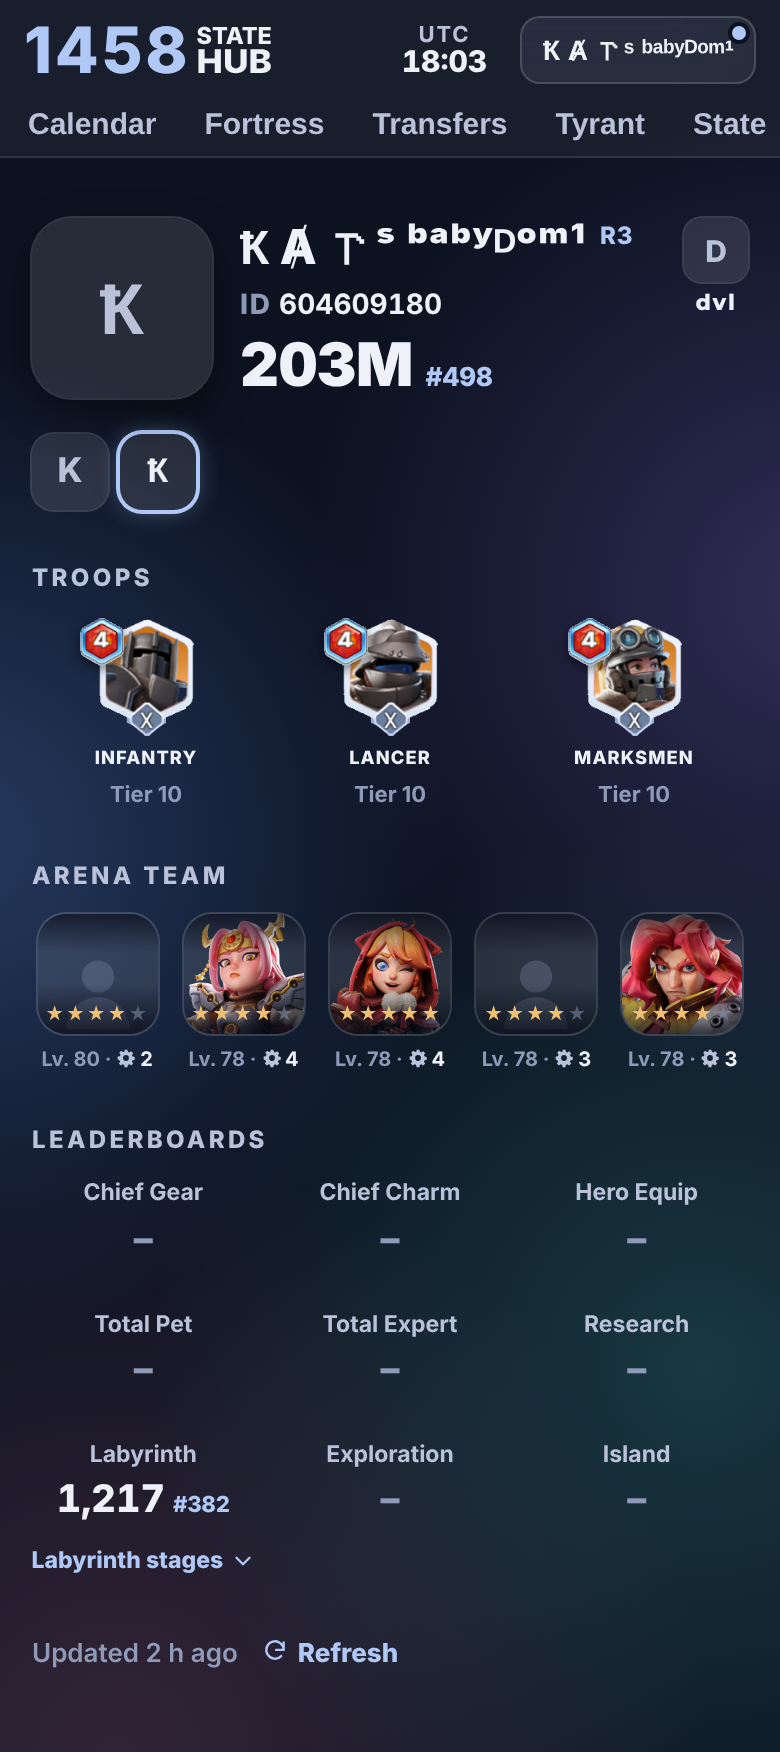 1458 STATE HUB
UTC
18:03
ҞȺͲˢ ᵇᵃᵇʸDom¹
Calendar Fortress Transfers Tyrant State
Ҟ
ҞȺͲˢ babyDom1 R3
ID 604609180
203M #498
D
dvl
K Ҟ
TROOPS
4 4 4
X X X
INFANTRY LANCER MARKSMEN
Tier 10 Tier 10 Tier 10
ARENA TEAM
Lv. 80 · 2 Lv. 78 · 4 Lv. 78 · 4 Lv. 78 · 3 Lv. 78 · 3
LEADERBOARDS
Chief Gear Chief Charm Hero Equip
– – –
Total Pet Total Expert Research
– – –
Labyrinth Exploration Island
1,217 #382 – –
Labyrinth stages
Updated 2 h ago Refresh